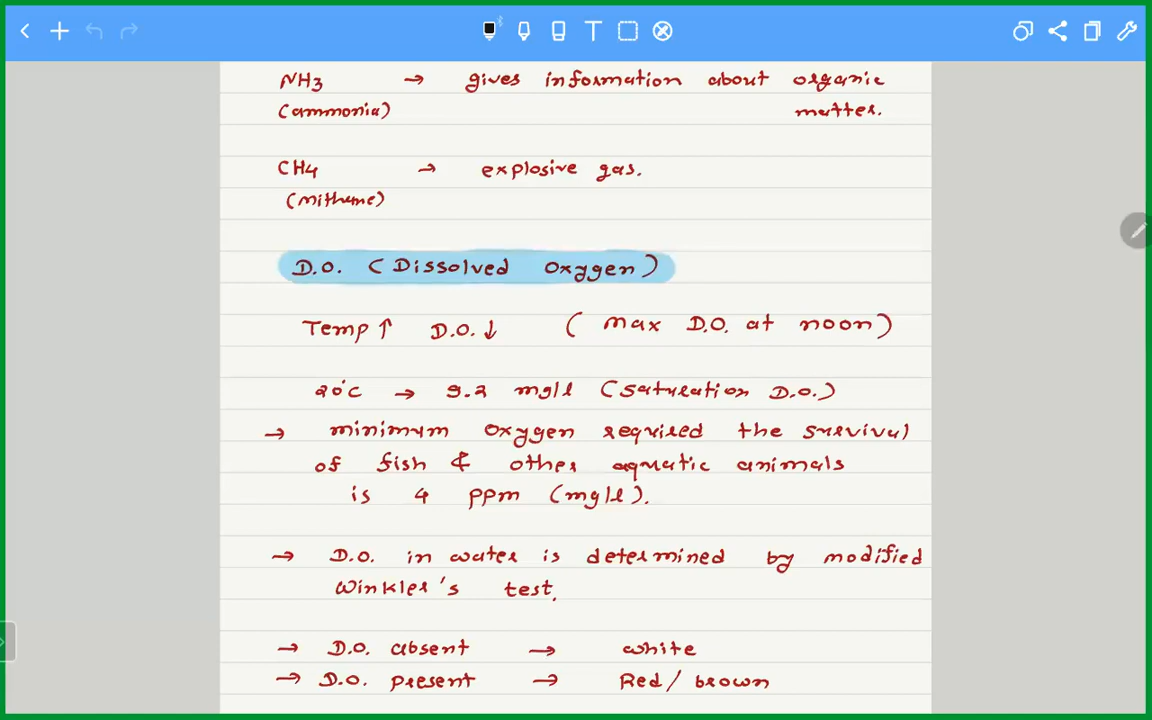 NH3 → gives information about organic
(ammonia) matter.
CH4 → explosive gas.
(mithane)
D.O. (Dissolved Oxygen)
Temp ↑ D.O. ↓ (Max D.O. at noon)
20°C → 9.2 mg/l (Saturation D.O.)
→ minimum oxygen required the survival
of fish & other aquatic animals
is 4 ppm (mg/l).
→ D.O. in water is determined by modified
Winkler's test.
→ D.O. absent → white
→ D.O. present → Red/ brown